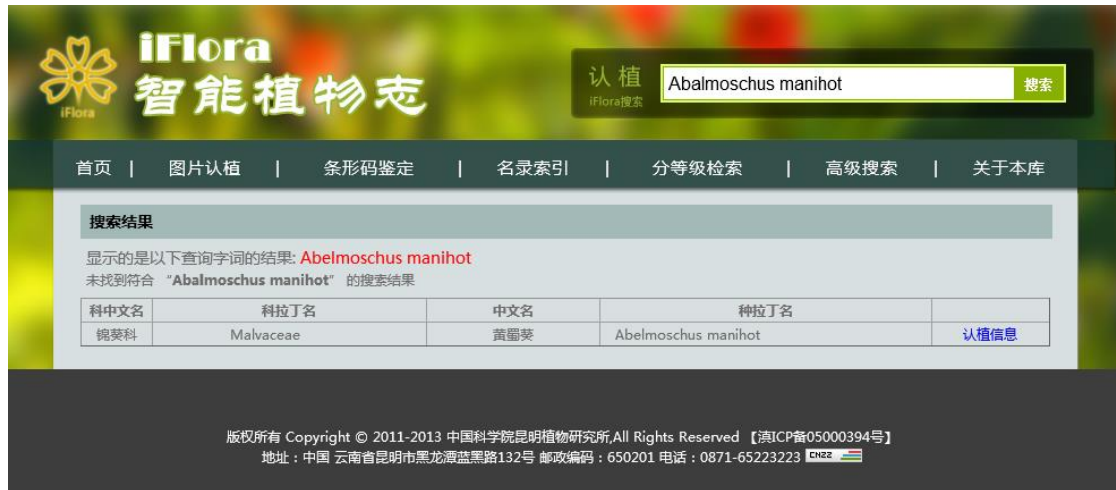 iFlora
智能植物志
iFlora
认 植
iFlora搜索
Abalmoschus manihot
搜索
首页 | 图片认植 | 条形码鉴定 | 名录索引 | 分等级检索 | 高级搜索 | 关于本库
搜索结果
显示的是以下查询字词的结果: Abelmoschus manihot
未找到符合 “Abalmoschus manihot” 的搜索结果
科中文名 科拉丁名 中文名 种拉丁名
锦葵科 Malvaceae 黄蜀葵 Abelmoschus manihot 认植信息
版权所有 Copyright © 2011-2013 中国科学院昆明植物研究所,All Rights Reserved 【滇ICP备05000394号】
地址：中国 云南省昆明市黑龙潭蓝黑路132号 邮政编码：650201 电话：0871-65223223 CNZZ